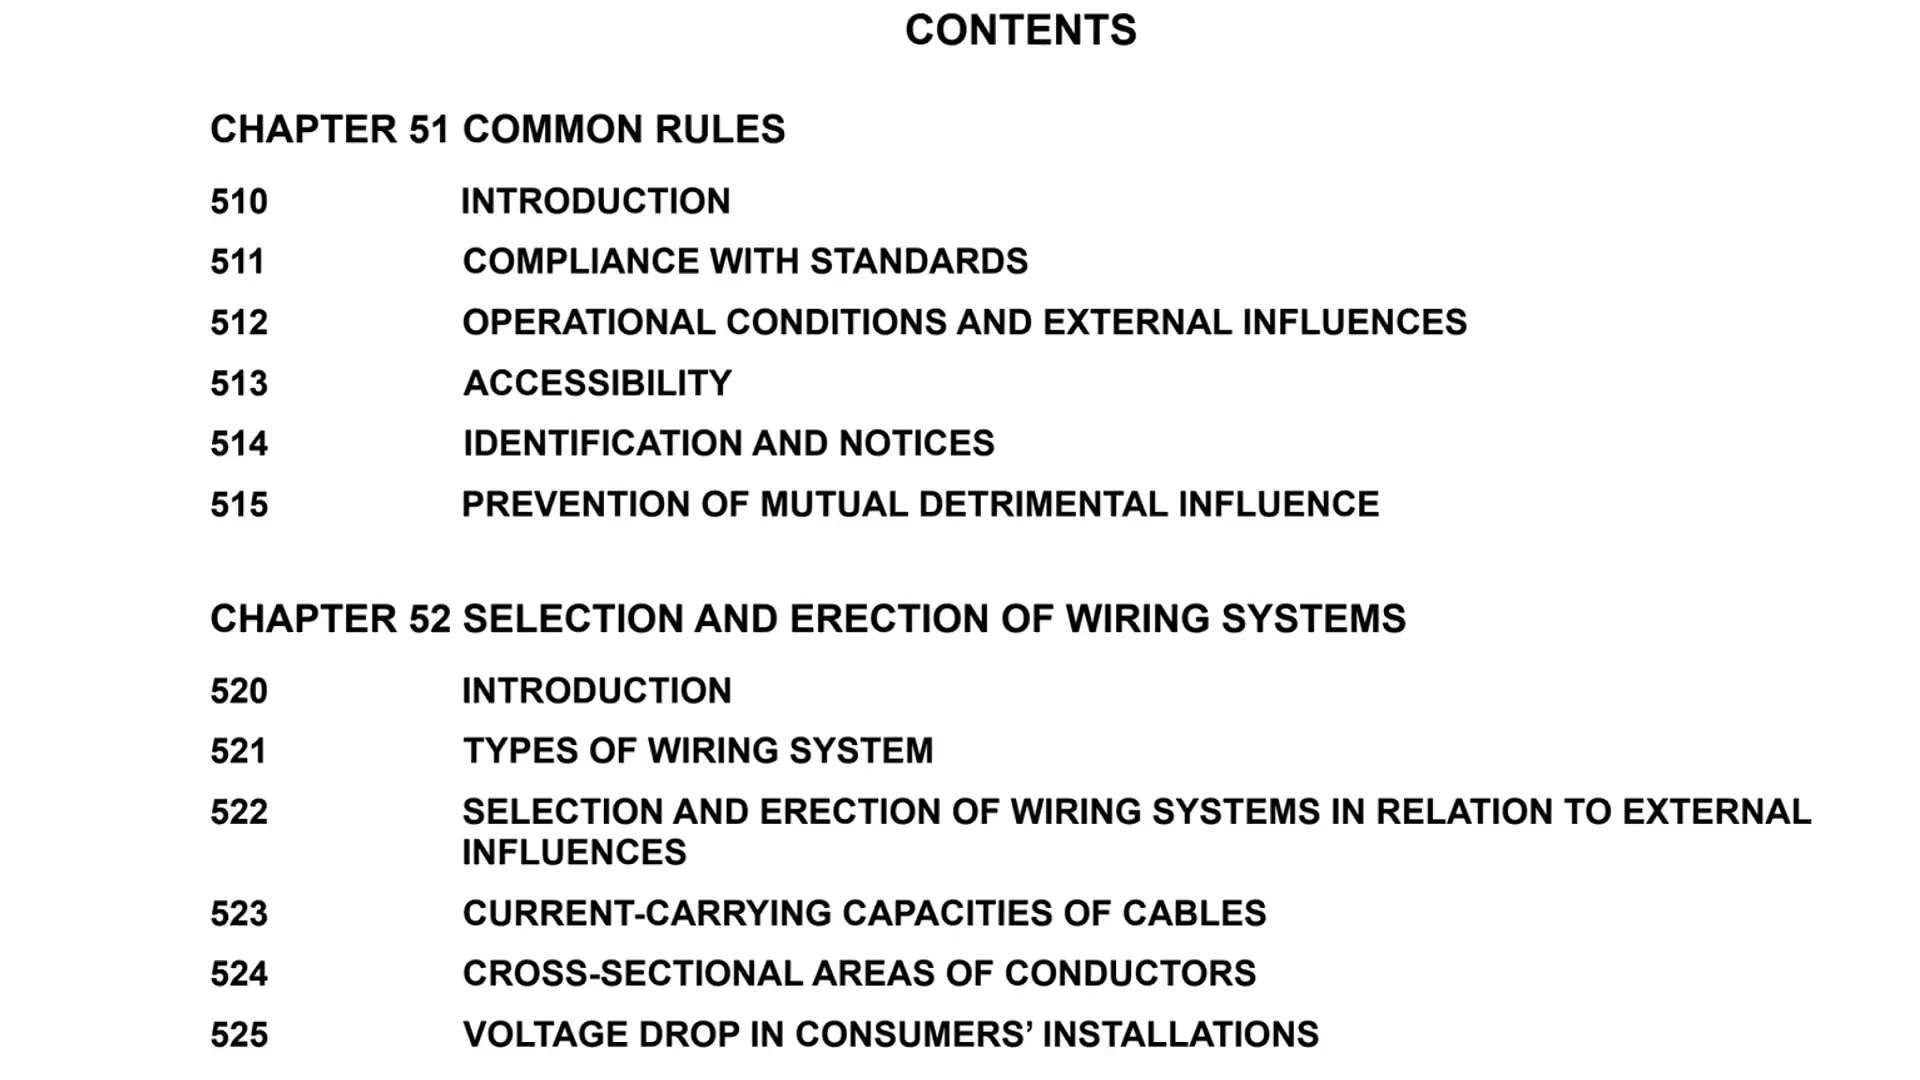 CONTENTS
CHAPTER 51 COMMON RULES
510 INTRODUCTION
511 COMPLIANCE WITH STANDARDS
512 OPERATIONAL CONDITIONS AND EXTERNAL INFLUENCES
513 ACCESSIBILITY
514 IDENTIFICATION AND NOTICES
515 PREVENTION OF MUTUAL DETRIMENTAL INFLUENCE
CHAPTER 52 SELECTION AND ERECTION OF WIRING SYSTEMS
520 INTRODUCTION
521 TYPES OF WIRING SYSTEM
522 SELECTION AND ERECTION OF WIRING SYSTEMS IN RELATION TO EXTERNAL
INFLUENCES
523 CURRENT-CARRYING CAPACITIES OF CABLES
524 CROSS-SECTIONAL AREAS OF CONDUCTORS
525 VOLTAGE DROP IN CONSUMERS’ INSTALLATIONS